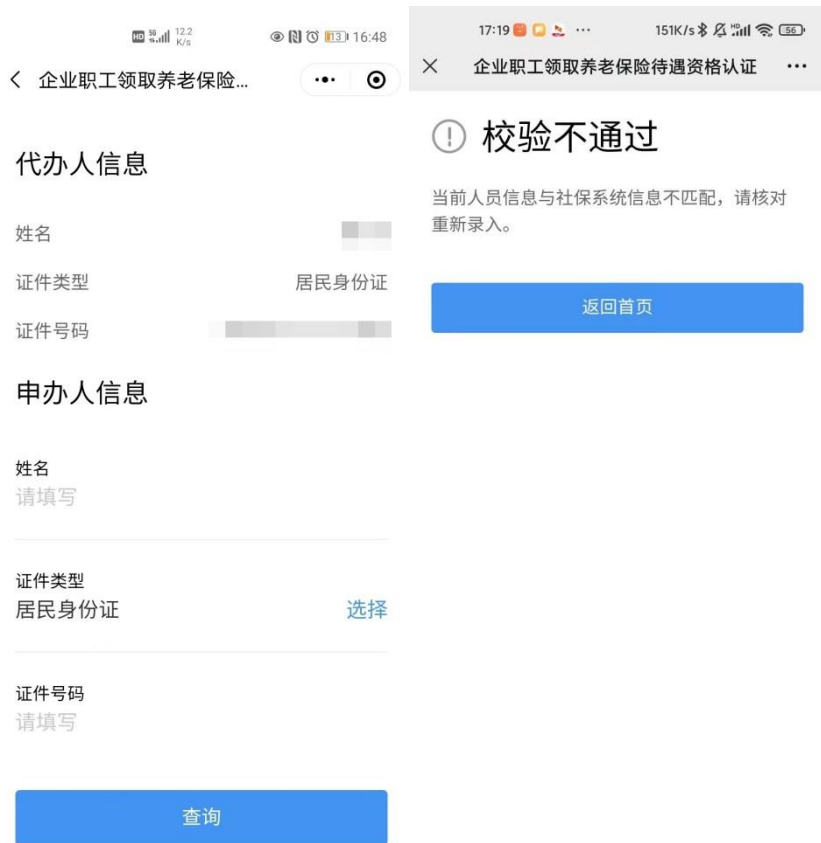 12.2
K/s
13
16:48
企业职工领取养老保险...
代办人信息
姓名
证件类型
居民身份证
证件号码
申办人信息
姓名
请填写
证件类型
居民身份证
选择
证件号码
请填写
查询
17:19
151K/s
56
企业职工领取养老保险待遇资格认证
校验不通过
当前人员信息与社保系统信息不匹配，请核对
重新录入。
返回首页